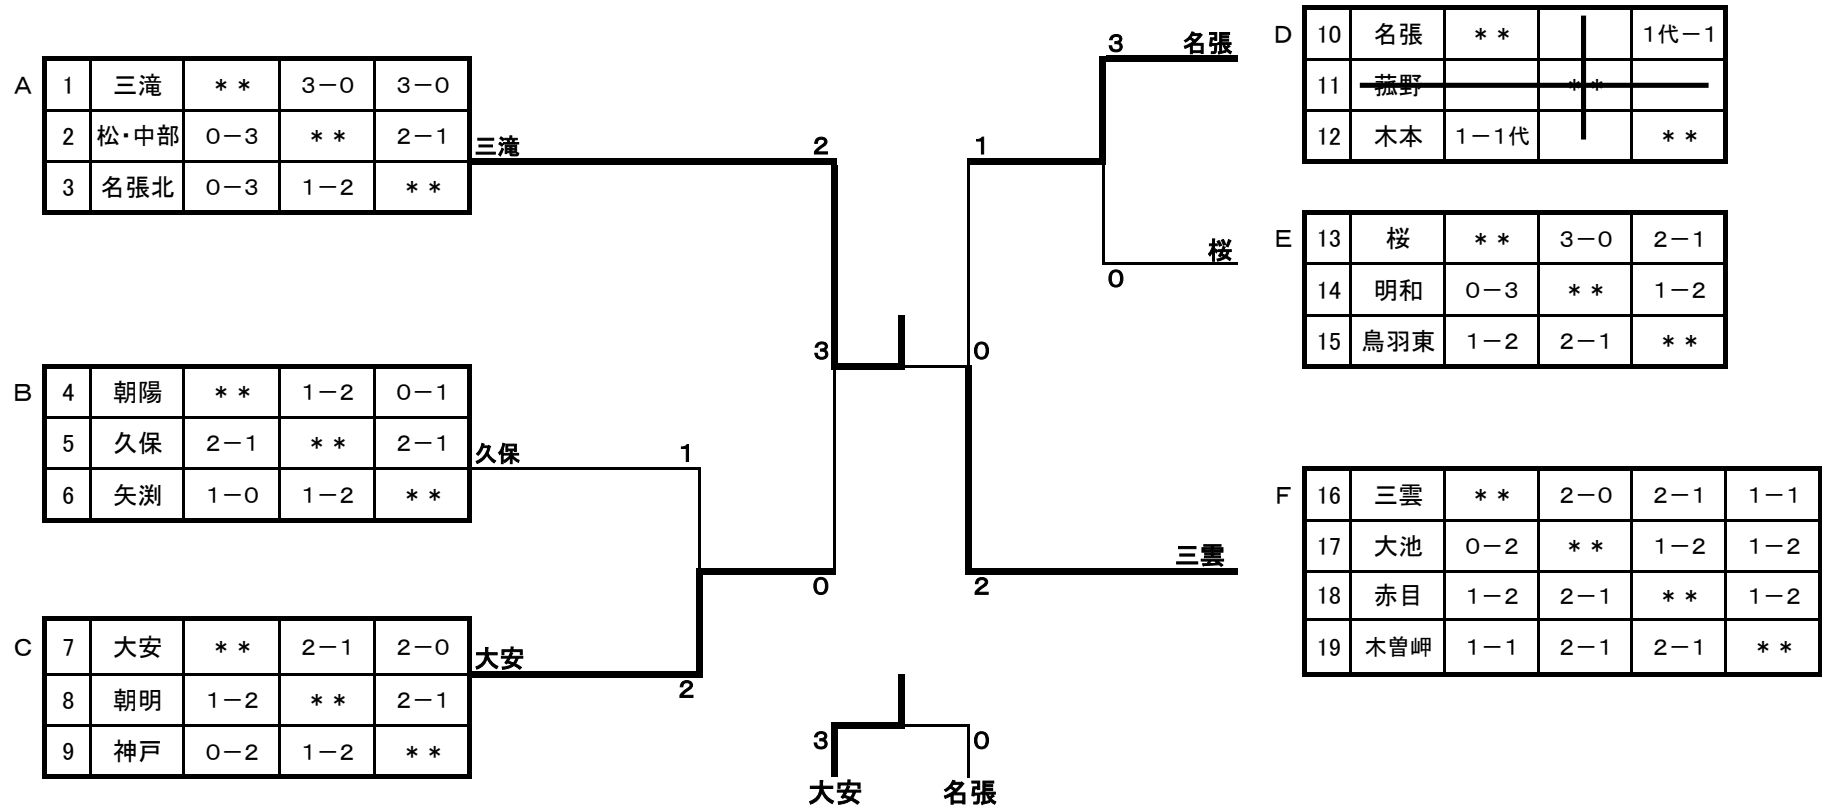 A
1 三滝 ** 3－0 3－0
2 松・中部 0－3 ** 2－1
3 名張北 0－3 1－2 **
三滝
2
B
4 朝陽 ** 1－2 0－1
5 久保 2－1 ** 2－1
6 矢渕 1－0 1－2 **
久保
1
C
7 大安 ** 2－1 2－0
8 朝明 1－2 ** 2－1
9 神戸 0－2 1－2 **
大安
2
3
0
0
1
2
3 名張
桜
0
三雲
D
10 名張 ** 1代－1
11 菰野 **
12 木本 1－1代 **
E
13 桜 ** 3－0 2－1
14 明和 0－3 ** 1－2
15 鳥羽東 1－2 2－1 **
F
16 三雲 ** 2－0 2－1 1－1
17 大池 0－2 ** 1－2 1－2
18 赤目 1－2 2－1 ** 1－2
19 木曽岬 1－1 2－1 2－1 **
3 0
大安 名張